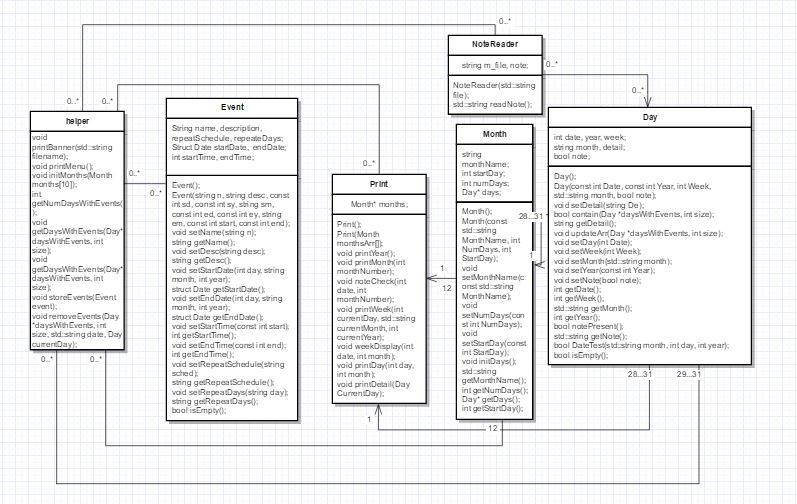 0..*
NoteReader
string m_file, note;
0..*
NoteReader(std::string
file);
std::string readNote();
0..*
0..*
0..*
helper
void
printBanner(std::string
filename);
void printMenu();
void initMonths(Month
months[10]);
int
getNumDaysWithEvents(
);
void
getDaysWithEvents(Day*
daysWithEvents, int
size);
void
getDaysWithEvents(Day*
daysWithEvents, int
size);
void storeEvents(Event
event);
void removeEvents(Day
*daysWithEvents, int
size, std::string date, Day
currentDay);
0..*
0..*
0..*
0..*
Event
String name, description,
repeatSchedule, repeateDays;
Struct Date startDate, endDate;
int startTime, endTime;
Event();
Event(string n, string desc, const
int sd, const int sy, string sm,
const int ed, const int ey, string
em, const int start, const int end);
void setName(string n);
string getName();
void setDesc(string desc);
string getDesc();
void setStartDate(int day, string
month, int year);
struct Date getStartDate();
void setEndDate(int day, string
month, int year);
struct Date getEndDate();
void setStartTime(const int start);
int getStartTime();
void setEndTime(const int end);
int getEndTime();
void setRepeatSchedule(string
sched);
string getRepeatSchedule();
void setRepeatDays(string day);
string getRepeatDays();
bool isEmpty();
0..*
Print
Month* months;
Print();
Print(Month
monthsArr[]);
void printYear();
void printMonth(int
monthNumber);
void noteCheck(int
date, int
monthNumber);
void printWeek(int
currentDay, std::string
currentMonth, int
currentYear);
void weekDisplay(int
date, int month);
void printDay(int day,
int month);
void printDetail(Day
CurrentDay);
1
12
1
12
Month
string
monthName;
int startDay;
int numDays;
Day* days;
Month();
Month(const
std::string
MonthName, int
NumDays, int
StartDay);
void
setMonthName(c
onst std::string
MonthName);
void
setNumDays(con
st int NumDays);
void
setStartDay(const
int StartDay);
void initDays();
std::string
getMonthName();
int getNumDays();
Day* getDays();
int getStartDay();
28...31
1
Day
int date, year, week;
string month, detail;
bool note;
Day();
Day(const int Date, const int Year, int Week,
std::string month, bool note);
void setDetail(string De);
bool contain(Day *daysWithEvents, int size);
string getDetail();
void updateArr(Day *daysWithEvents, int size);
void setDay(int Date);
void setWeek(int Week);
void setMonth(std::string month);
void setYear(const int Year);
void setNote(bool note);
int getDate();
int getWeek();
std::string getMonth();
int getYear();
bool notePresent();
std::string getNote();
bool DateTest(std::string month, int day, int year);
bool isEmpty();
28...31
29...31